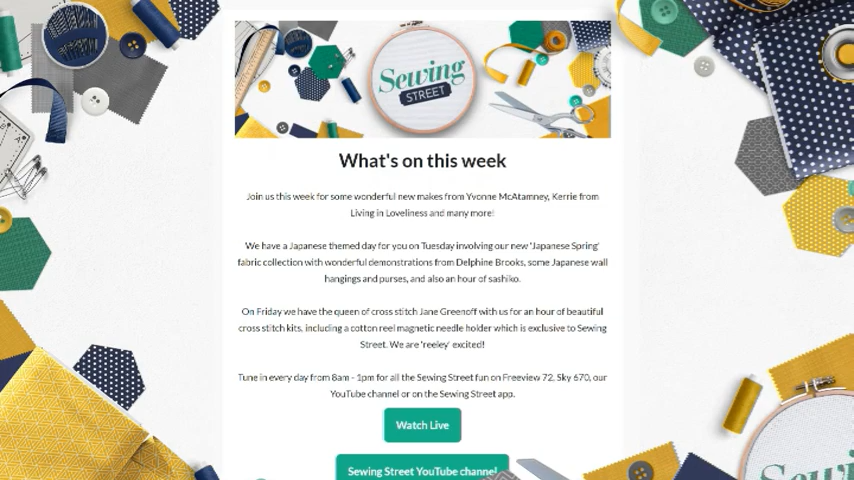 Sewing
STREET
What's on this week
Join us this week for some wonderful new makes from Yvonne McAtamney, Kerrie from
Living in Loveliness and many more!
We have a Japanese themed day for you on Tuesday involving our new 'Japanese Spring'
fabric collection with wonderful demonstrations from Delphine Brooks, some Japanese wall
hangings and purses, and also an hour of sashiko.
On Friday we have the queen of cross stitch Jane Greenoff with us for an hour of beautiful
cross stitch kits, including a cotton reel magnetic needle holder which is exclusive to Sewing
Street. We are 'reeley' excited!
Tune in every day from 8am - 1pm for all the Sewing Street fun on Freeview 72, Sky 670, our
YouTube channel or on the Sewing Street app.
Watch Live
Sewing Street YouTube channel